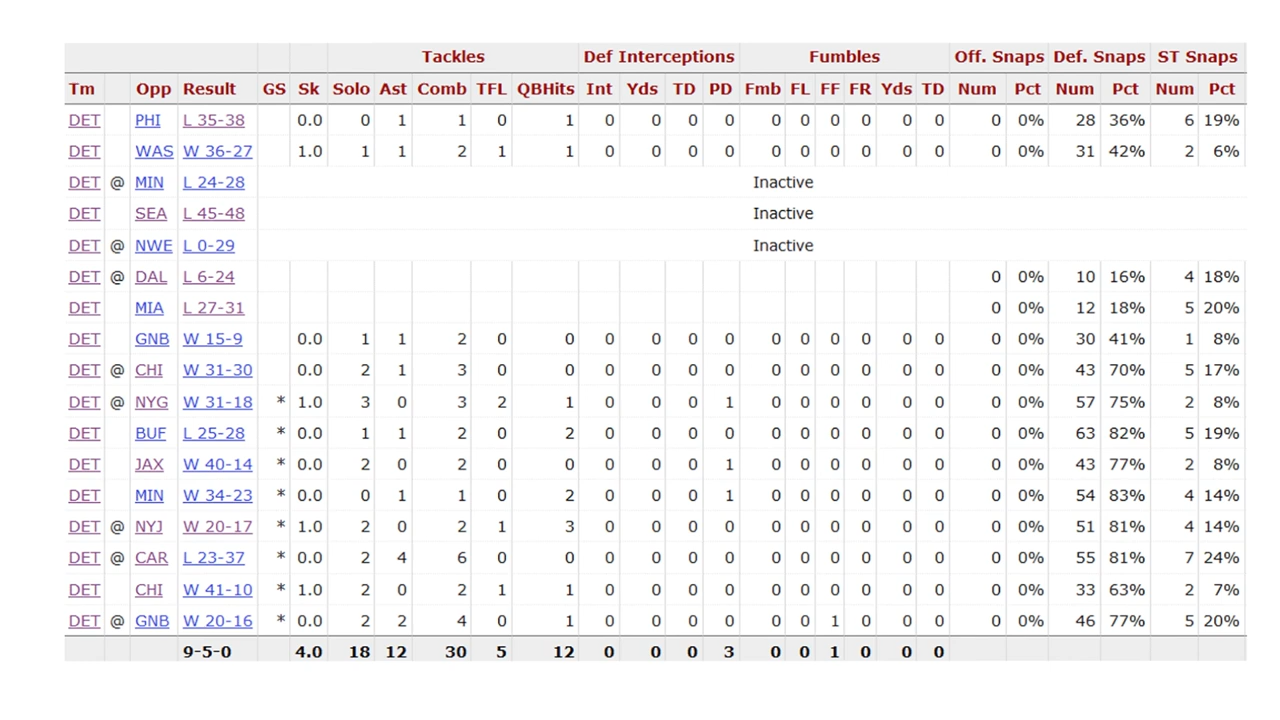 Tackles Def Interceptions Fumbles Off. Snaps Def. Snaps ST Snaps
Tm Opp Result GS Sk Solo Ast Comb TFL QBHits Int Yds TD PD Fmb FL FF FR Yds TD Num Pct Num Pct Num Pct
DET PHI L 35-38 0.0 0 1 1 0 1 0 0 0 0 0 0 0 0 0 0 0 0% 28 36% 6 19%
DET WAS W 36-27 1.0 1 1 2 1 1 0 0 0 0 0 0 0 0 0 0 0 0% 31 42% 2 6%
DET @ MIN L 24-28 Inactive
DET SEA L 45-48 Inactive
DET @ NWE L 0-29 Inactive
DET @ DAL L 6-24 0 0% 10 16% 4 18%
DET MIA L 27-31 0 0% 12 18% 5 20%
DET GNB W 15-9 0.0 1 1 2 0 0 0 0 0 0 0 0 0 0 0 0 0 0% 30 41% 1 8%
DET @ CHI W 31-30 0.0 2 1 3 0 0 0 0 0 0 0 0 0 0 0 0 0 0% 43 70% 5 17%
DET @ NYG W 31-18 * 1.0 3 0 3 2 1 0 0 0 1 0 0 0 0 0 0 0 0% 57 75% 2 8%
DET BUF L 25-28 * 0.0 1 1 2 0 2 0 0 0 0 0 0 0 0 0 0 0 0% 63 82% 5 19%
DET JAX W 40-14 * 0.0 2 0 2 0 0 0 0 0 1 0 0 0 0 0 0 0 0% 43 77% 2 8%
DET MIN W 34-23 * 0.0 0 1 1 0 2 0 0 0 1 0 0 0 0 0 0 0 0% 54 83% 4 14%
DET @ NYJ W 20-17 * 1.0 2 0 2 1 3 0 0 0 0 0 0 0 0 0 0 0 0% 51 81% 4 14%
DET @ CAR L 23-37 * 0.0 2 4 6 0 0 0 0 0 0 0 0 0 0 0 0 0 0% 55 81% 7 24%
DET CHI W 41-10 * 1.0 2 0 2 1 1 0 0 0 0 0 0 0 0 0 0 0 0% 33 63% 2 7%
DET @ GNB W 20-16 * 0.0 2 2 4 0 1 0 0 0 0 0 0 1 0 0 0 0 0% 46 77% 5 20%
9-5-0 4.0 18 12 30 5 12 0 0 0 3 0 0 1 0 0 0